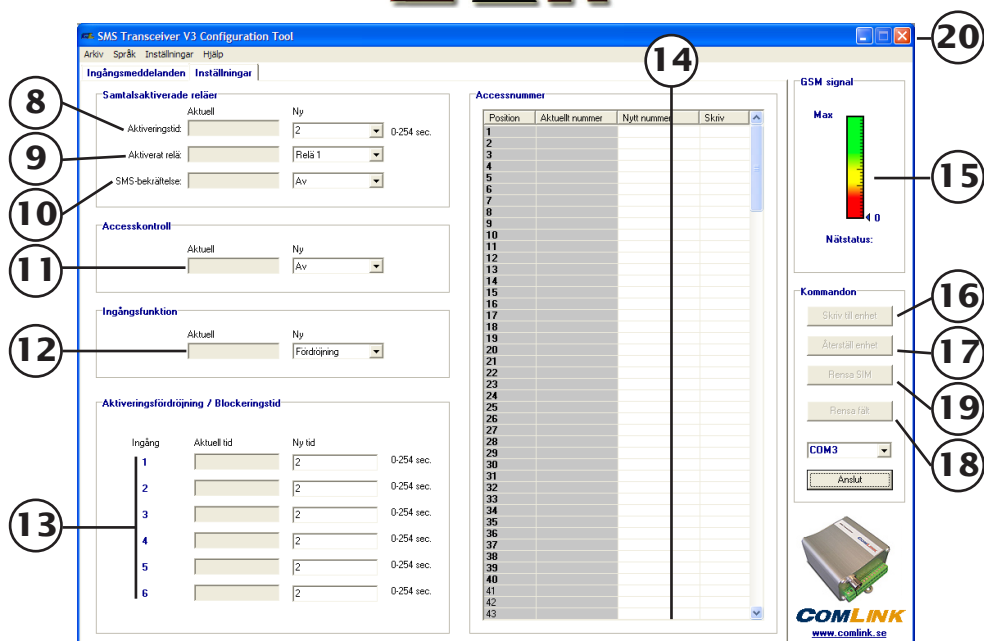 SMS Transceiver V3 Configuration Tool
20
Arkiv Språk Inställningar Hjälp
Ingångsmeddelanden Inställningar
14
8
Samtalsaktiverade reläer
Aktuell Ny
Aktiveringstid: 2 0-254 sec.
9
Aktiverat relä: Relä 1
10
SMS-bekräftelse: Av
Accesskontroll
11
Aktuell Ny
Av
Ingångsfunktion
12
Aktuell Ny
Fördröjning
Aktiveringsfördröjning / Blockeringstid
Ingång Aktuell tid Ny tid
13
1 2 0-254 sec.
2 2 0-254 sec.
3 2 0-254 sec.
4 2 0-254 sec.
5 2 0-254 sec.
6 2 0-254 sec.
Accessnummer
Position Aktuellt nummer Nytt nummer Skriv
1
2
3
4
5
6
7
8
9
10
11
12
13
14
15
16
17
18
19
20
21
22
23
24
25
26
27
28
29
30
31
32
33
34
35
36
37
38
39
40
41
42
43
GSM signal
Max
15
0
Nätstatus:
Kommandon
16
Skriv till enhet
17
Återställ enhet
Rensa SIM
19
Rensa fält
18
COM3
Anslut
COMLINK
www.comlink.se